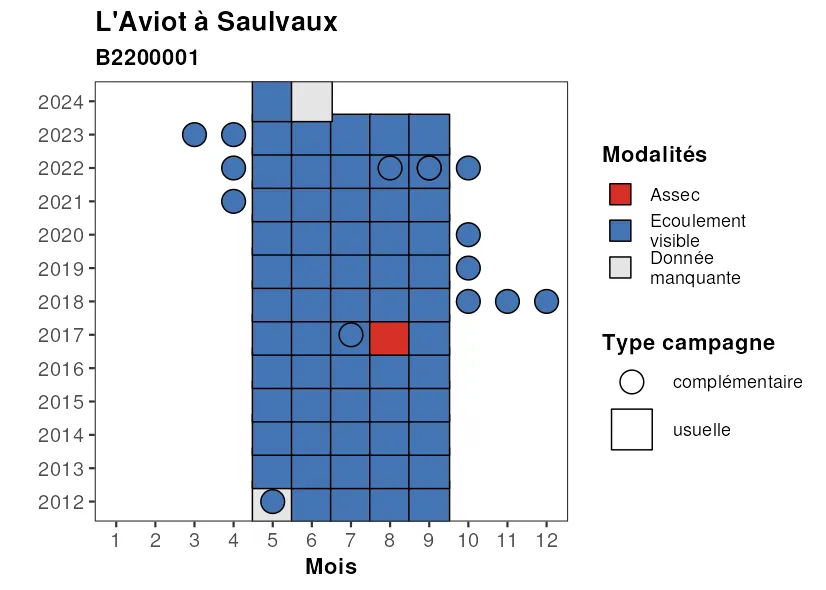 L'Aviot à Saulvaux
B2200001
2024
2023
2022
2021
2020
2019
2018
2017
2016
2015
2014
2013
2012
1 2 3 4 5 6 7 8 9 10 11 12
Mois
Modalités
Assec
Ecoulement
visible
Donnée
manquante
Type campagne
complémentaire
usuelle